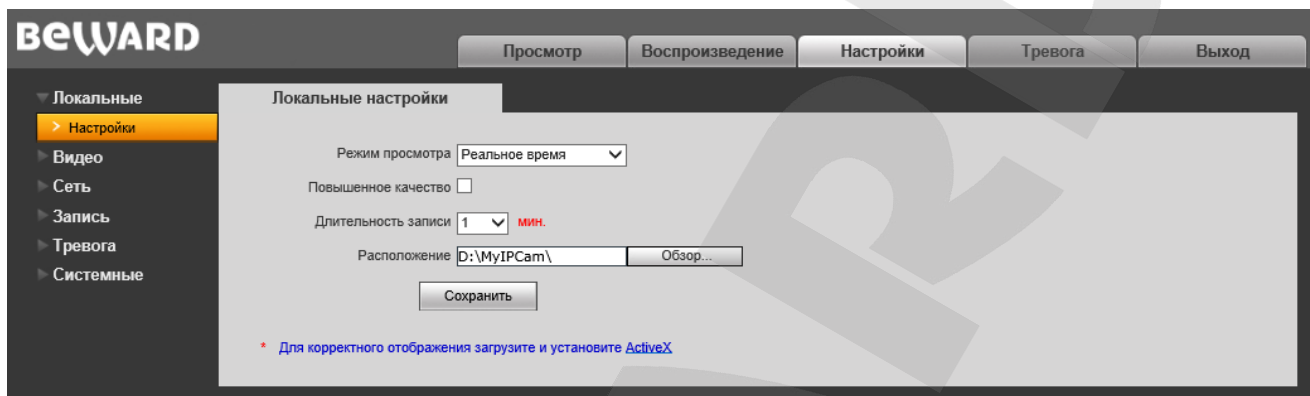 BEWARD
Просмотр Воспроизведение Настройки Тревога Выход
Локальные
> Настройки
Видео
Сеть
Запись
Тревога
Системные
Локальные настройки
Режим просмотра Реальное время
Повышенное качество
Длительность записи 1 мин.
Расположение D:\MyIPCam\ Обзор...
Сохранить
* Для корректного отображения загрузите и установите ActiveX